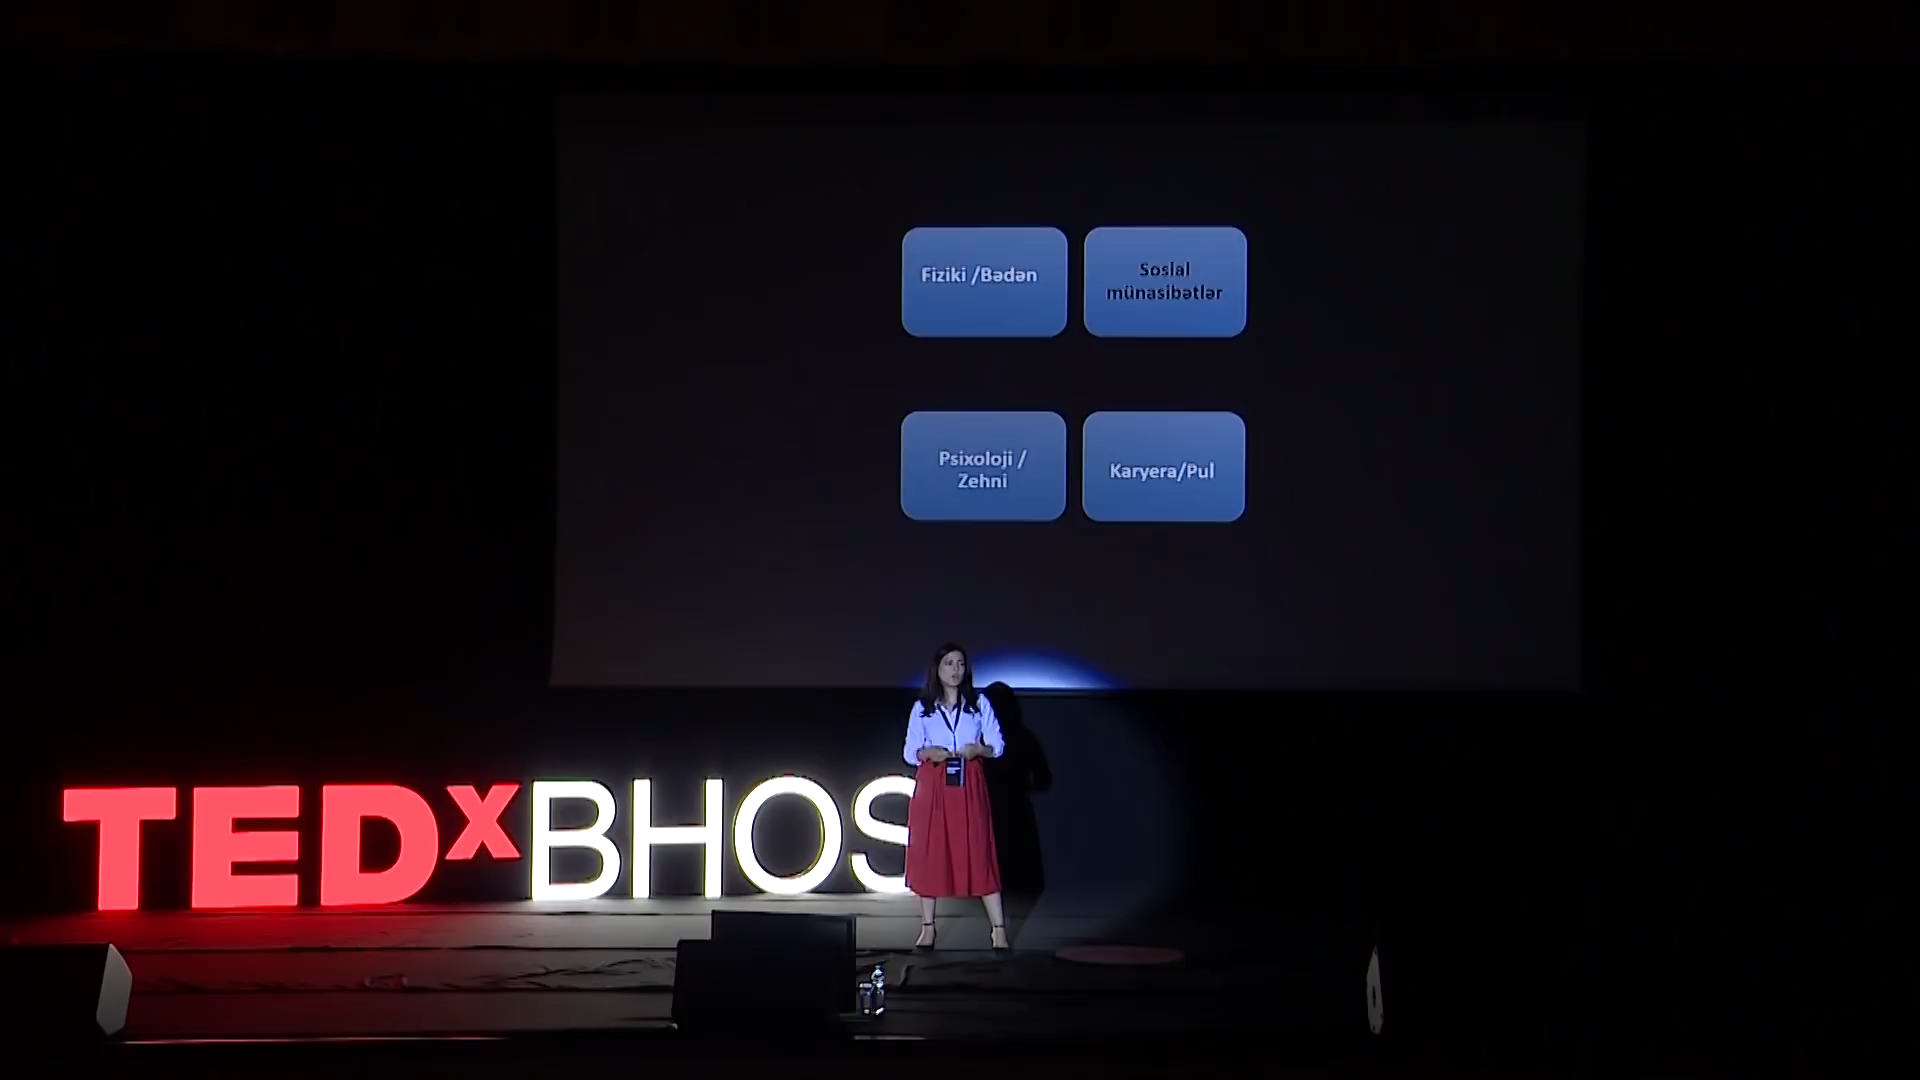 Fiziki /Bədən
Sosial
münasibətlər
Psixoloji /
Zehni
Karyera/Pul
TEDxBHOS